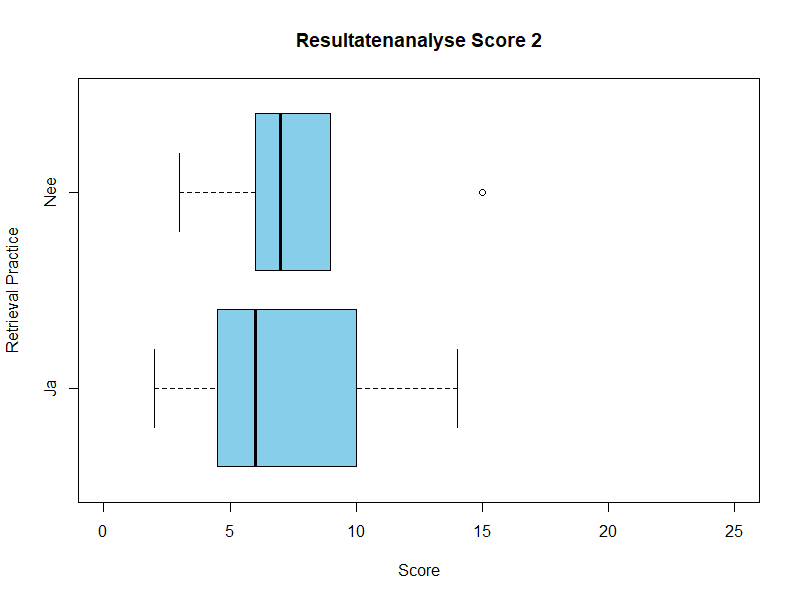 Resultatenanalyse Score 2
Retrieval Practice
Nee
Ja
0 5 10 15 20 25
Score